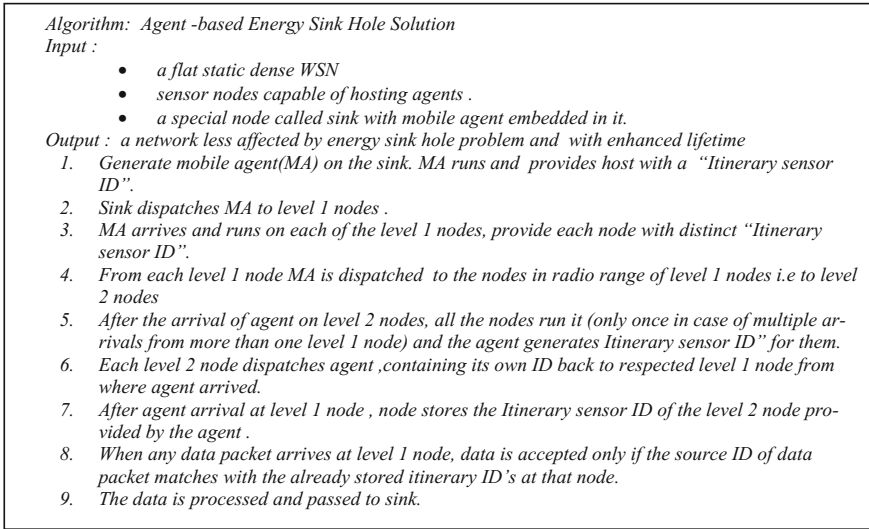 Algorithm: Agent -based Energy Sink Hole Solution
Input :
• a flat static dense WSN
• sensor nodes capable of hosting agents .
• a special node called sink with mobile agent embedded in it.
Output : a network less affected by energy sink hole problem and with enhanced lifetime
1. Generate mobile agent(MA) on the sink. MA runs and provides host with a “Itinerary sensor
ID”.
2. Sink dispatches MA to level 1 nodes .
3. MA arrives and runs on each of the level 1 nodes, provide each node with distinct “Itinerary
sensor ID”.
4. From each level 1 node MA is dispatched to the nodes in radio range of level 1 nodes i.e to level
2 nodes
5. After the arrival of agent on level 2 nodes, all the nodes run it (only once in case of multiple ar-
rivals from more than one level 1 node) and the agent generates Itinerary sensor ID” for them.
6. Each level 2 node dispatches agent ,containing its own ID back to respected level 1 node from
where agent arrived.
7. After agent arrival at level 1 node , node stores the Itinerary sensor ID of the level 2 node pro-
vided by the agent .
8. When any data packet arrives at level 1 node, data is accepted only if the source ID of data
packet matches with the already stored itinerary ID’s at that node.
9. The data is processed and passed to sink.